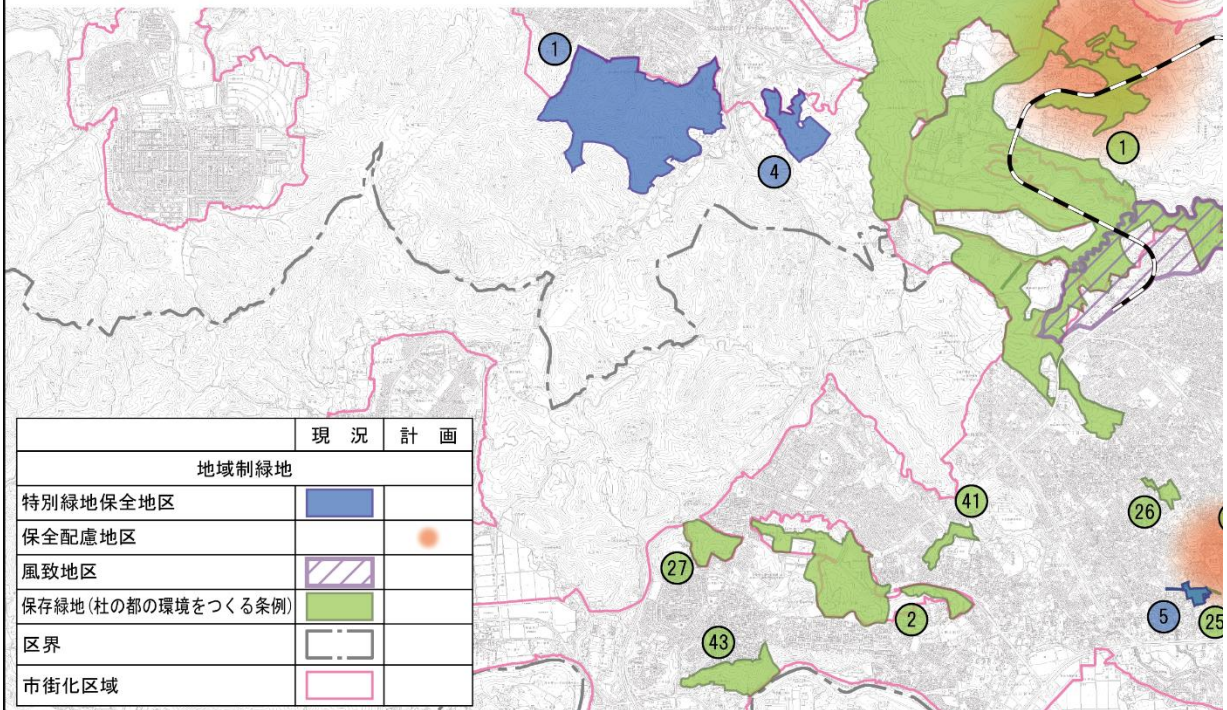 1
4
1
41
26
27
2
5
25
43
現 況 計 画
地域制緑地
特別緑地保全地区
保全配慮地区
風致地区
保存緑地(杜の都の環境をつくる条例)
区界
市街化区域